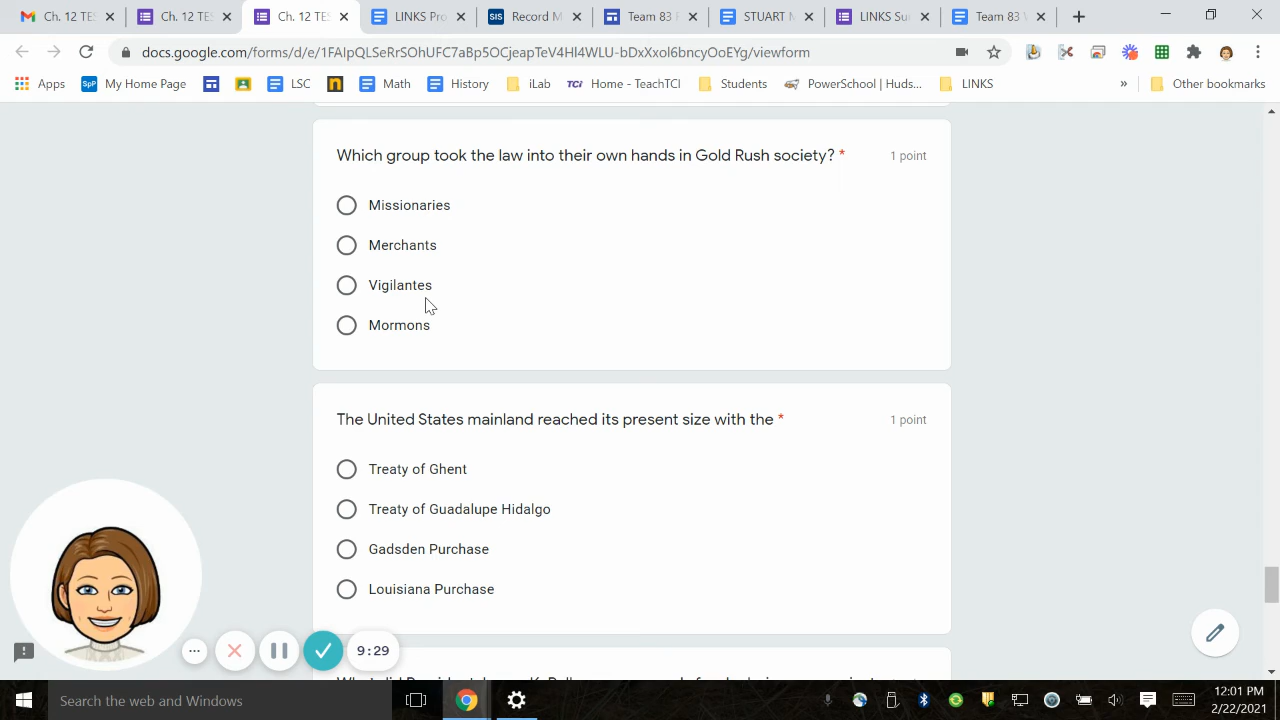 Ch. 12 TES
Ch. 12 TES
Ch. 12 TES
LINKS Pro
Record M
Team 83 F
STUART M
LINKS Su
Team 83 V
docs.google.com/forms/d/e/1FAIpQLSeRrSOhUFC7aBp5OCjeapTeV4HI4WLU-bDxXxol6bncyOoEYg/viewform
Apps
My Home Page
LSC
Math
History
iLab
TCi Home - TeachTCI
Students
PowerSchool | Huds...
LINKS
»
Other bookmarks
Which group took the law into their own hands in Gold Rush society? *
1 point
Missionaries
Merchants
Vigilantes
Mormons
The United States mainland reached its present size with the *
1 point
Treaty of Ghent
Treaty of Guadalupe Hidalgo
Gadsden Purchase
Louisiana Purchase
9:29
Search the web and Windows
12:01 PM
2/22/2021